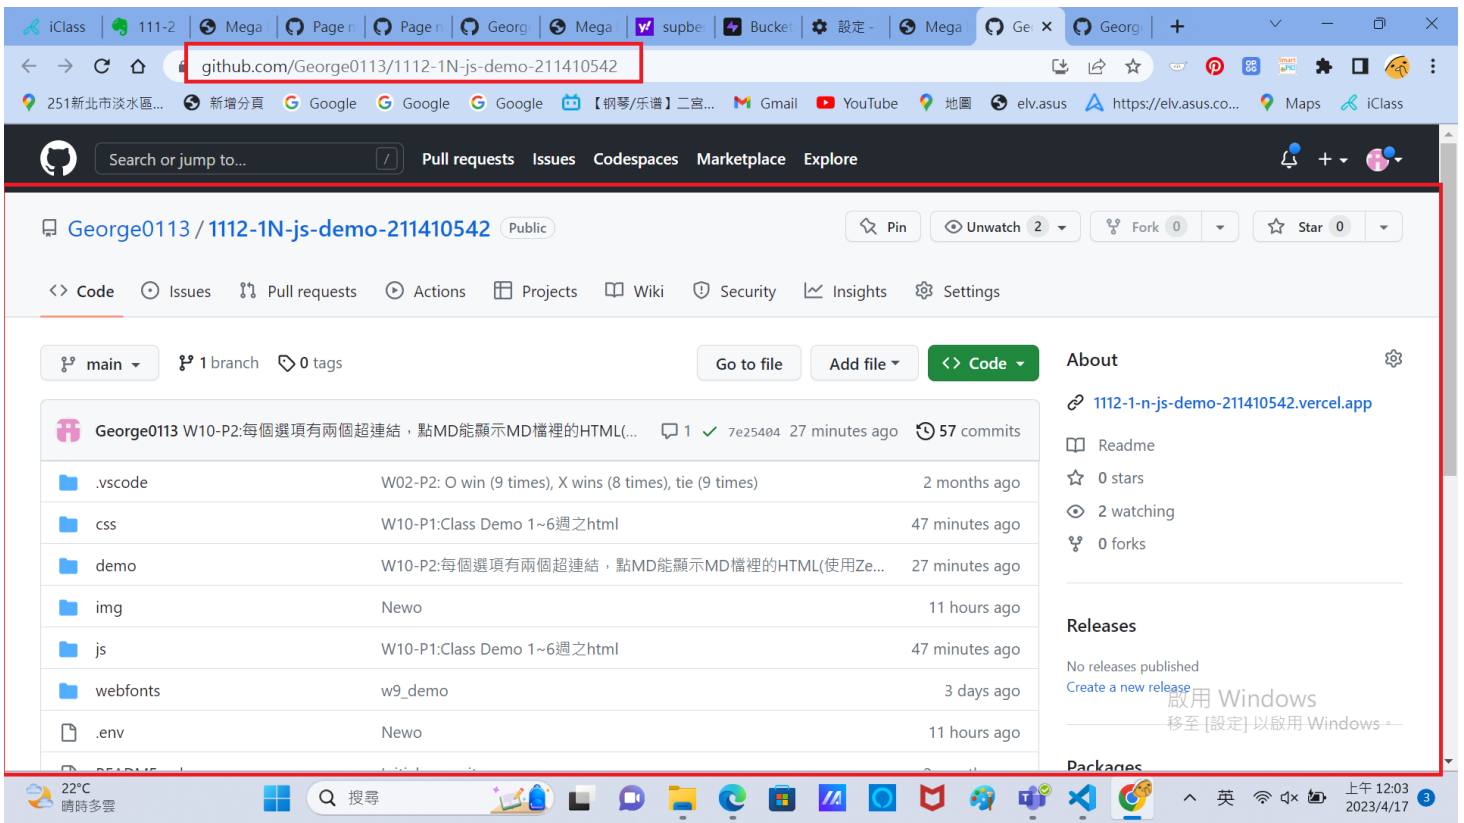 iClass 111-2 Mega Page n Page n Georg Mega supbe Bucket 設定 - Mega Ge Georg
github.com/George0113/1112-1N-js-demo-211410542
251新北市淡水區... 新增分頁 Google Google Google 【钢琴/乐谱】二宮... Gmail YouTube 地圖 elv.asus https://elv.asus.co... Maps iClass
Search or jump to... / Pull requests Issues Codespaces Marketplace Explore
George0113 / 1112-1N-js-demo-211410542 Public Pin Unwatch 2 Fork 0 Star 0
Code Issues Pull requests Actions Projects Wiki Security Insights Settings
main 1 branch 0 tags Go to file Add file Code
About
1112-1-n-js-demo-211410542.vercel.app
Readme
0 stars
2 watching
0 forks
George0113 W10-P2:每個選項有兩個超連結，點MD能顯示MD檔裡的HTML(... 1 7e25404 27 minutes ago 57 commits
.vscode W02-P2: O win (9 times), X wins (8 times), tie (9 times) 2 months ago
css W10-P1:Class Demo 1~6週之html 47 minutes ago
demo W10-P2:每個選項有兩個超連結，點MD能顯示MD檔裡的HTML(使用Ze... 27 minutes ago
img Newo 11 hours ago
js W10-P1:Class Demo 1~6週之html 47 minutes ago
webfonts w9_demo 3 days ago
.env Newo 11 hours ago
Releases
No releases published
Create a new release
啟用 Windows
移至 [設定] 以啟用 Windows。
Packages
22°C
晴時多雲
搜尋
英
上午 12:03
2023/4/17
3